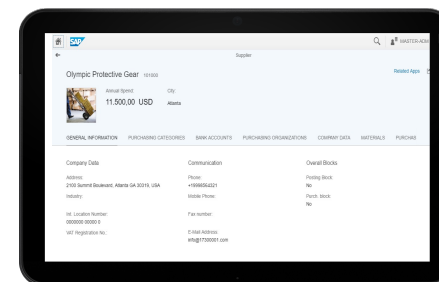 SAP
MASTER-ADM
Supplier
Olympic Protective Gear 101000
Related Apps
Annual Spend: City:
11.500,00 USD Atlanta
GENERAL INFORMATION PURCHASING CATEGORIES BANK ACCOUNTS PURCHASING ORGANIZATIONS COMPANY DATA MATERIALS PURCHAS
Company Data Communication Overall Blocks
Address: Phone: Posting Block:
2100 Summit Boulevard, Atlanta GA 30319, USA +19998564321 No
Industry: Mobile Phone: Purch. Block:
No
Int. Location Number: Fax number:
0000000 00000 0
VAT Registration No.: E-Mail Address:
info@17300001.com